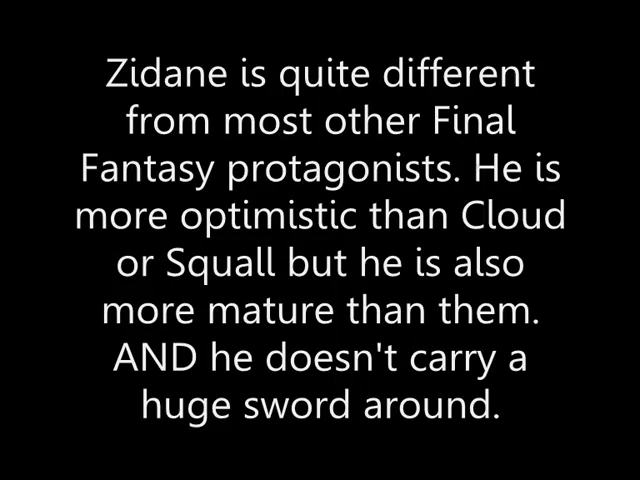 Zidane is quite different
from most other Final
Fantasy protagonists. He is
more optimistic than Cloud
or Squall but he is also
more mature than them.
AND he doesn't carry a
huge sword around.